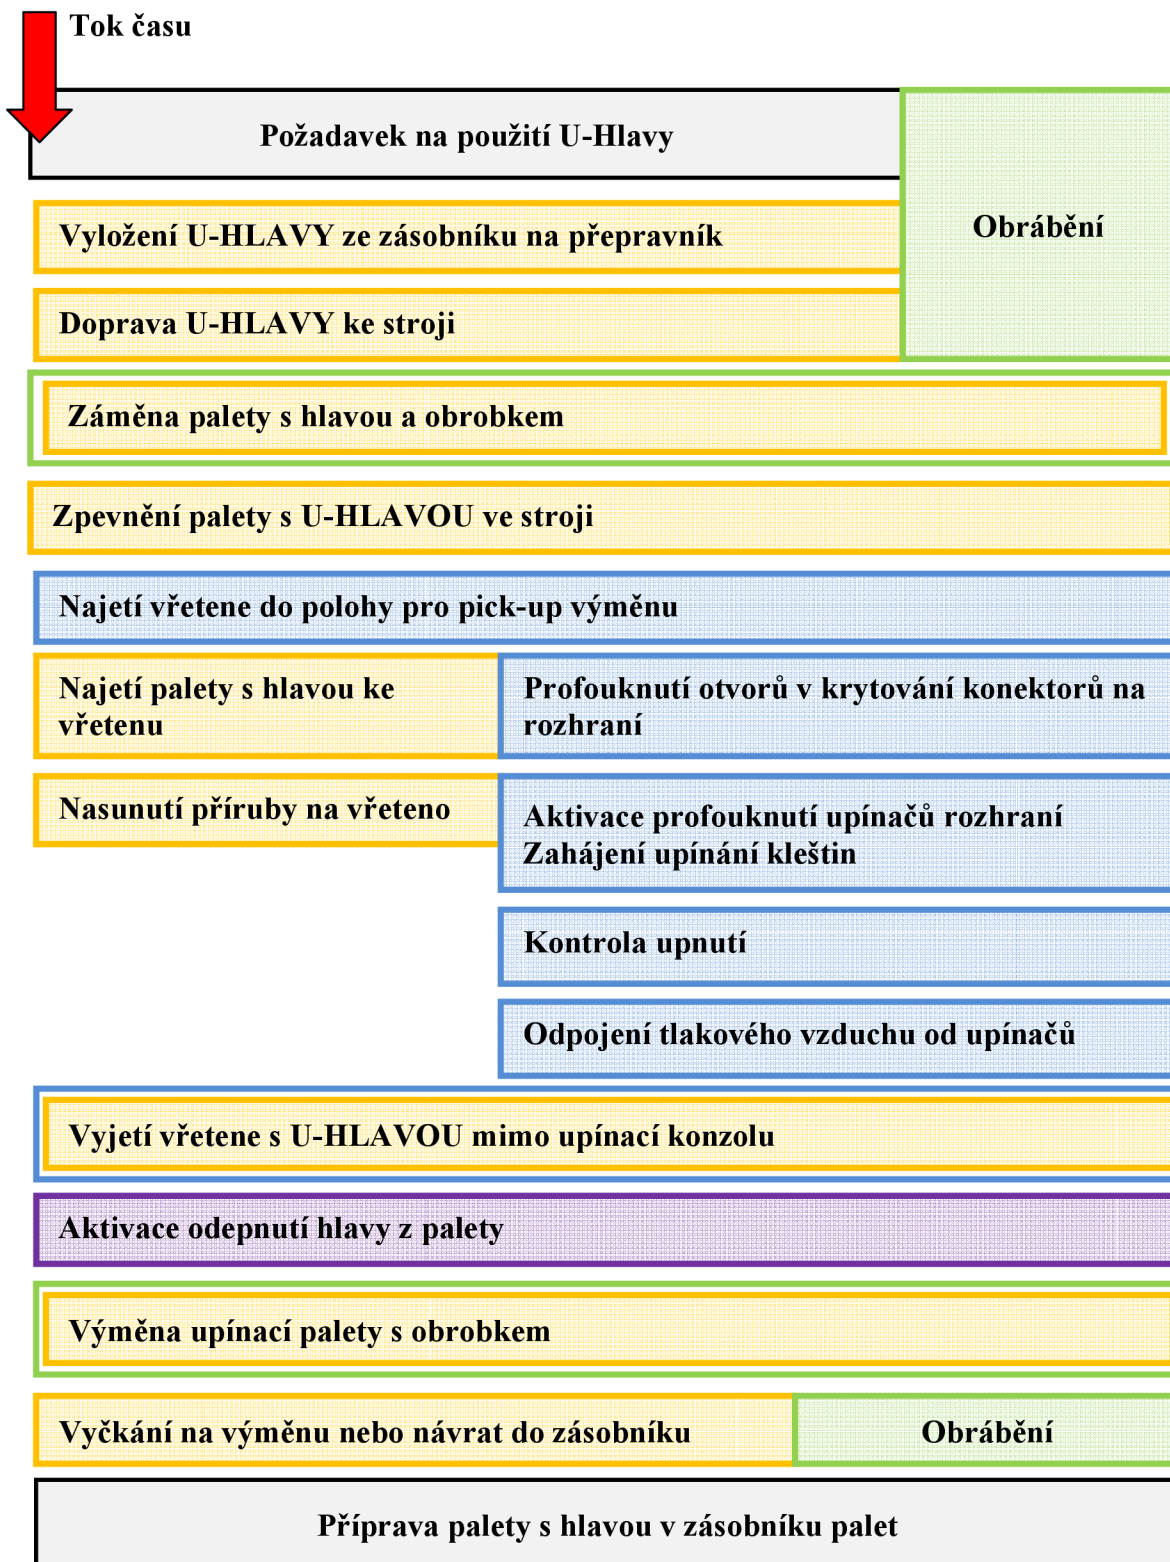 Tok času
Požadavek na použití U-Hlavy
Obrábění
Vyložení U-HLAVY ze zásobníku na přepravník
Doprava U-HLAVY ke stroji
Záměna palety s hlavou a obrobkem
Zpevnění palety s U-HLAVOU ve stroji
Najetí vřetene do polohy pro pick-up výměnu
Najetí palety s hlavou ke
vřetenu
Profouknutí otvorů v krytování konektorů na
rozhraní
Nasunutí příruby na vřeteno
Aktivace profouknutí upínačů rozhraní
Zahájení upínání kleštin
Kontrola upnutí
Odpojení tlakového vzduchu od upínačů
Vyjetí vřetene s U-HLAVOU mimo upínací konzolu
Aktivace odepnutí hlavy z palety
Výměna upínací palety s obrobkem
Vyčkání na výměnu nebo návrat do zásobníku
Obrábění
Příprava palety s hlavou v zásobníku palet